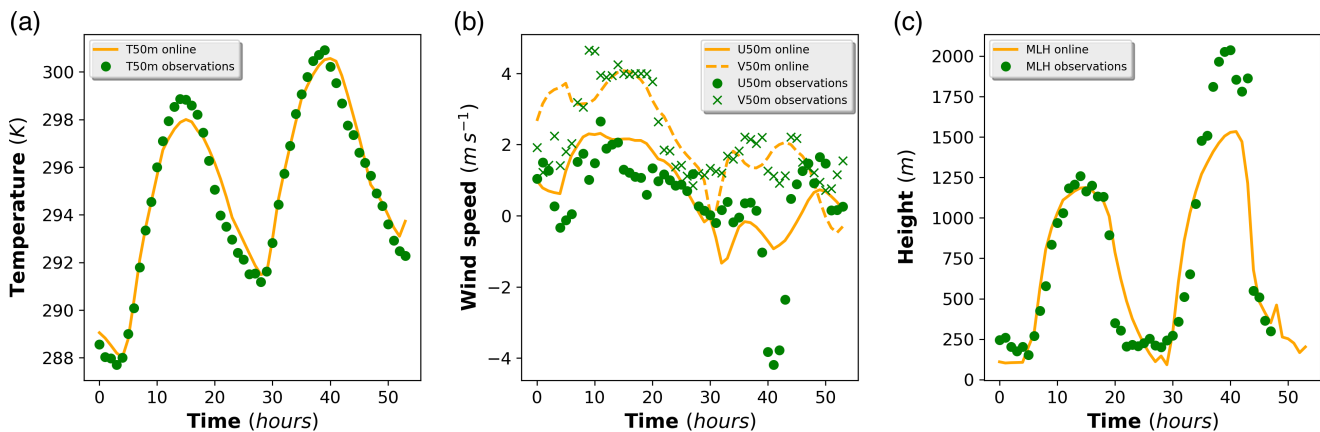 (a)
T50m online
T50m observations
300
298
296
294
292
290
288
Temperature (K)
0 10 20 30 40 50
Time (hours)
(b)
U50m online
V50m online
U50m observations
V50m observations
4
2
0
−2
−4
Wind speed (m s⁻¹)
0 10 20 30 40 50
Time (hours)
(c)
MLH online
MLH observations
2000
1750
1500
1250
1000
750
500
250
0
Height (m)
0 10 20 30 40 50
Time (hours)